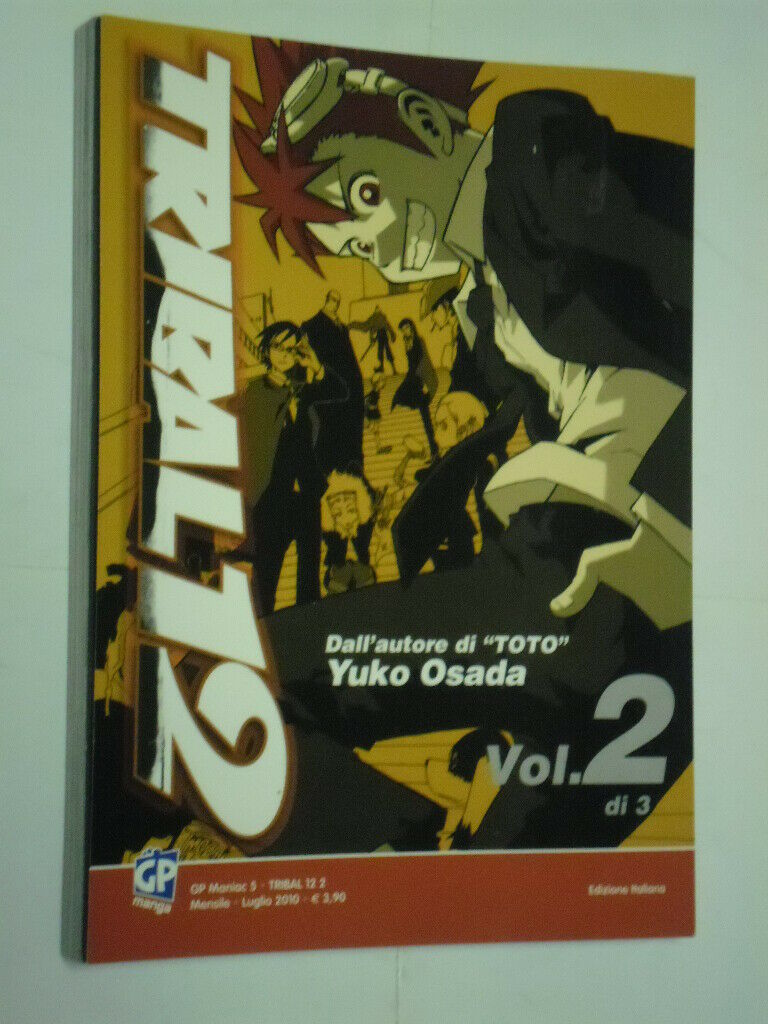 TRIBAL 12
Dall'autore di "TOTO"
Yuko Osada
Vol.2
di 3
GP
manga
GP Maniac 5 - TRIBAL 12 2
Mensile - Luglio 2010 - € 3,90
Edizione Italiana